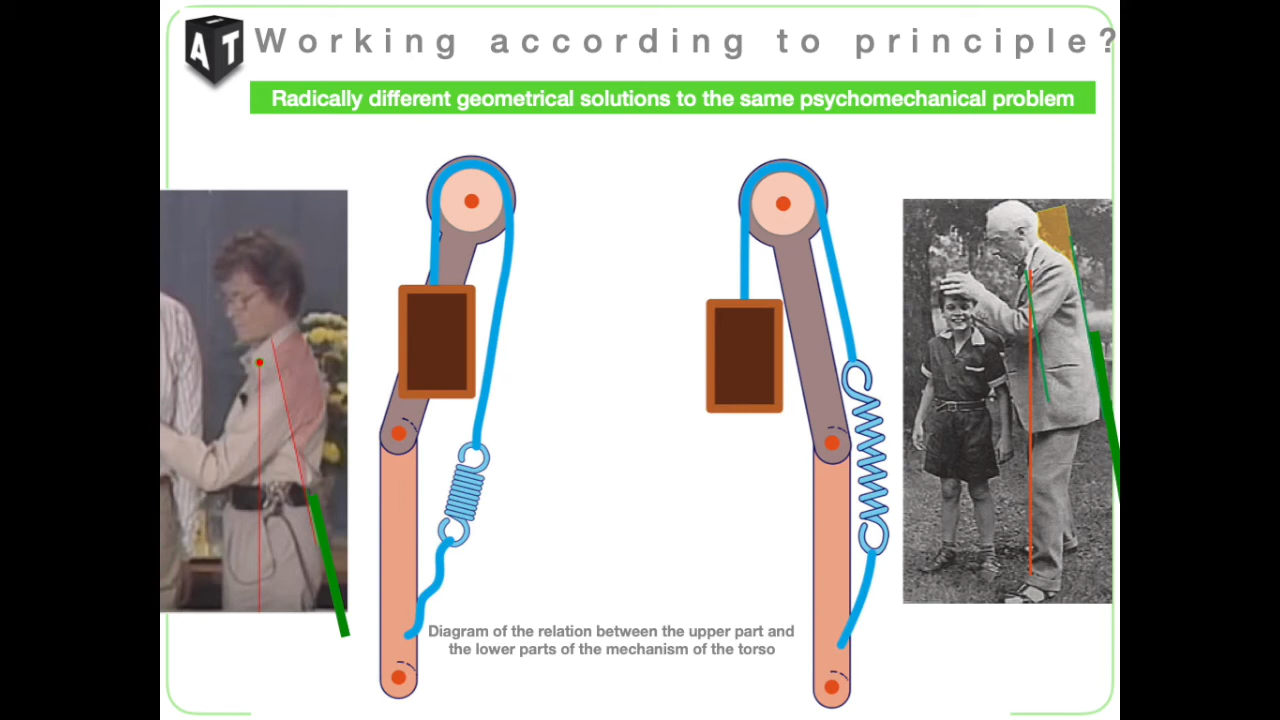 AT
Working according to principle?
Radically different geometrical solutions to the same psychomechanical problem
Diagram of the relation between the upper part and
the lower parts of the mechanism of the torso